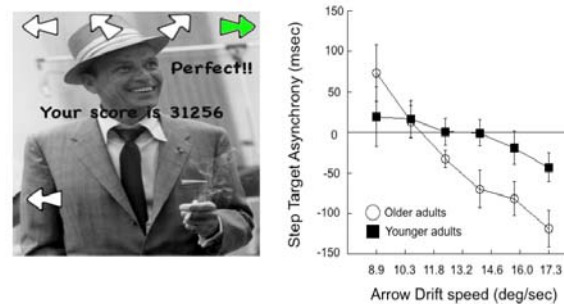 Perfect!!
Your score is 31256
Step Target Asynchrony (msec)
150
100
50
0
-50
-100
-150
Older adults
Younger adults
8.9 10.3 11.8 13.2 14.6 16.0 17.3
Arrow Drift speed (deg/sec)